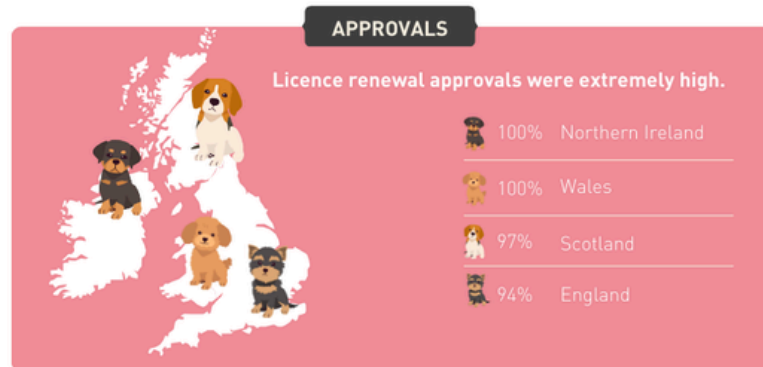 APPROVALS
Licence renewal approvals were extremely high.
100% Northern Ireland
100% Wales
97% Scotland
94% England